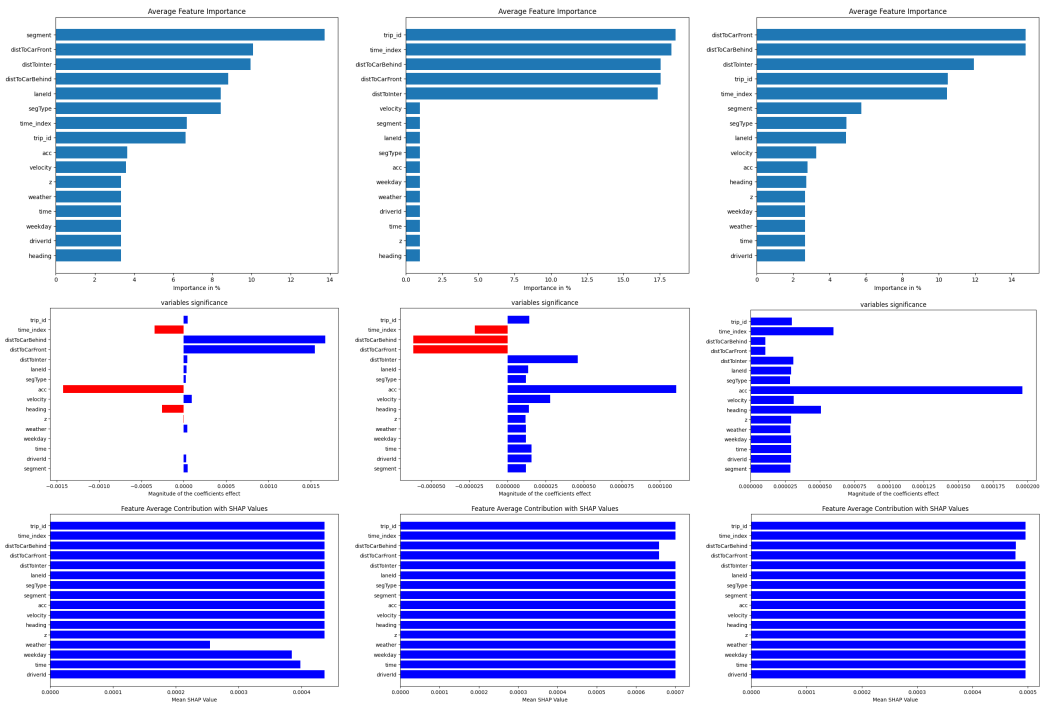 Average Feature Importance
segment
distToCarFront
distToInter
distToCarBehind
laneId
segType
time_index
trip_id
acc
velocity
z
weather
time
weekday
driverId
heading
0 2 4 6 8 10 12 14
Importance in %
Average Feature Importance
trip_id
time_index
distToCarBehind
distToCarFront
distToInter
velocity
segment
laneId
segType
acc
weekday
weather
driverId
time
z
heading
0.0 2.5 5.0 7.5 10.0 12.5 15.0 17.5
Importance in %
Average Feature Importance
distToCarFront
distToCarBehind
distToInter
trip_id
time_index
segment
segType
laneId
velocity
acc
heading
z
weekday
weather
time
driverId
0 2 4 6 8 10 12 14
Importance in %
variables significance
trip_id
time_index
distToCarBehind
distToCarFront
distToInter
laneId
segType
acc
velocity
heading
z
weather
weekday
time
driverId
segment
−0.0015 −0.0010 −0.0005 0.0000 0.0005 0.0010 0.0015
Magnitude of the coefficients effect
variables significance
trip_id
time_index
distToCarBehind
distToCarFront
distToInter
laneId
segType
acc
velocity
heading
z
weather
weekday
time
driverId
segment
−0.000050 −0.000025 0.000000 0.000025 0.000050 0.000075 0.000100
Magnitude of the coefficients effect
variables significance
trip_id
time_index
distToCarBehind
distToCarFront
distToInter
laneId
segType
acc
velocity
heading
z
weather
weekday
time
driverId
segment
0.000000 0.000025 0.000050 0.000075 0.000100 0.000125 0.000150 0.000175 0.000200
Magnitude of the coefficients effect
Feature Average Contribution with SHAP Values
trip_id
time_index
distToCarBehind
distToCarFront
distToInter
laneId
segType
segment
acc
velocity
heading
z
weather
weekday
time
driverId
0.0000 0.0001 0.0002 0.0003 0.0004
Mean SHAP Value
Feature Average Contribution with SHAP Values
trip_id
time_index
distToCarBehind
distToCarFront
distToInter
laneId
segType
segment
acc
velocity
heading
z
weather
weekday
time
driverId
0.0000 0.0001 0.0002 0.0003 0.0004 0.0005 0.0006 0.0007
Mean SHAP Value
Feature Average Contribution with SHAP Values
trip_id
time_index
distToCarBehind
distToCarFront
distToInter
laneId
segType
segment
acc
velocity
heading
z
weather
weekday
time
driverId
0.0000 0.0001 0.0002 0.0003 0.0004 0.0005
Mean SHAP Value